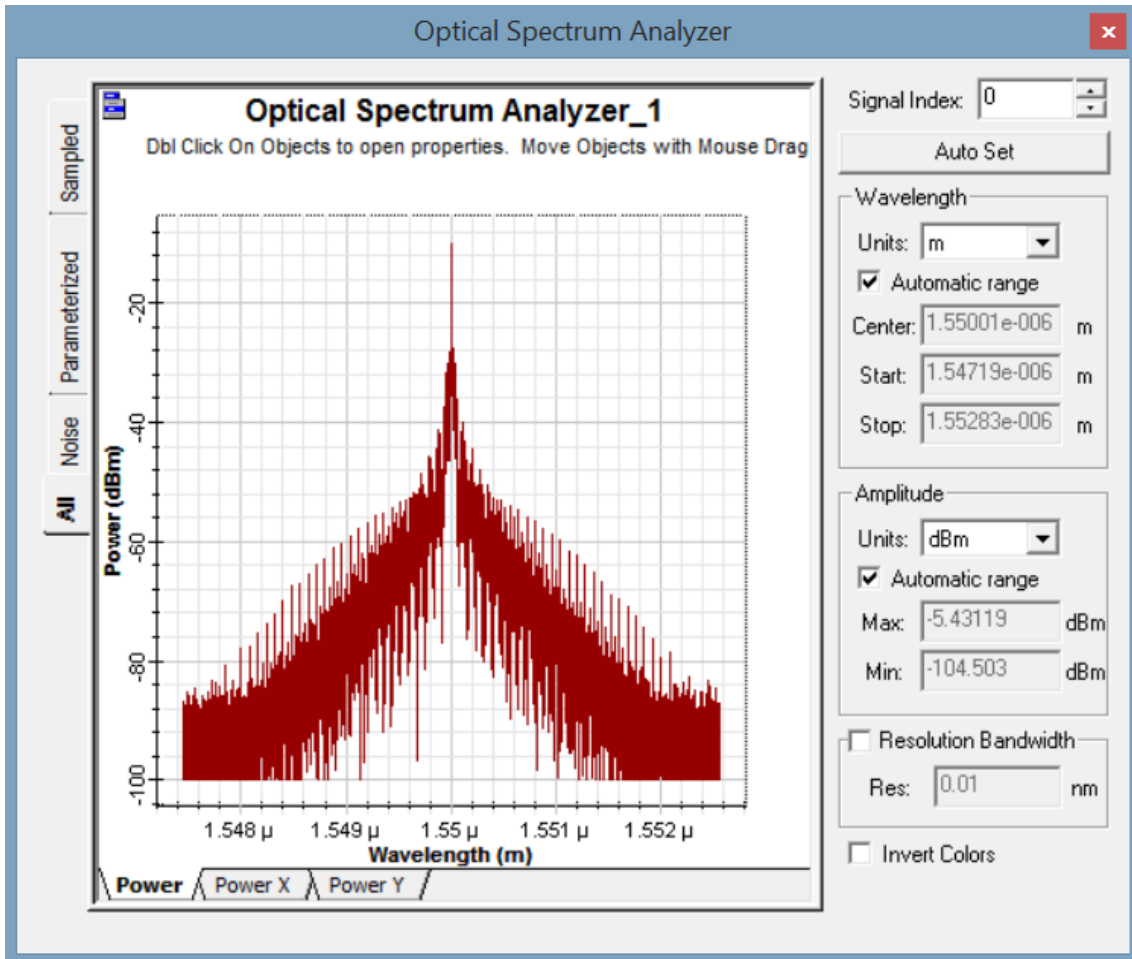 Optical Spectrum Analyzer
x
Sampled
Parameterized
Noise
All
Optical Spectrum Analyzer_1
Dbl Click On Objects to open properties.  Move Objects with Mouse Drag
Power (dBm)
-20
-40
-60
-80
-100
1.548 µ
1.549 µ
1.55 µ
1.551 µ
1.552 µ
Wavelength (m)
Power
Power X
Power Y
Signal Index: 0
Auto Set
Wavelength
Units: m
Automatic range
Center: 1.55001e-006 m
Start: 1.54719e-006 m
Stop: 1.55283e-006 m
Amplitude
Units: dBm
Automatic range
Max: -5.43119 dBm
Min: -104.503 dBm
Resolution Bandwidth
Res: 0.01 nm
Invert Colors